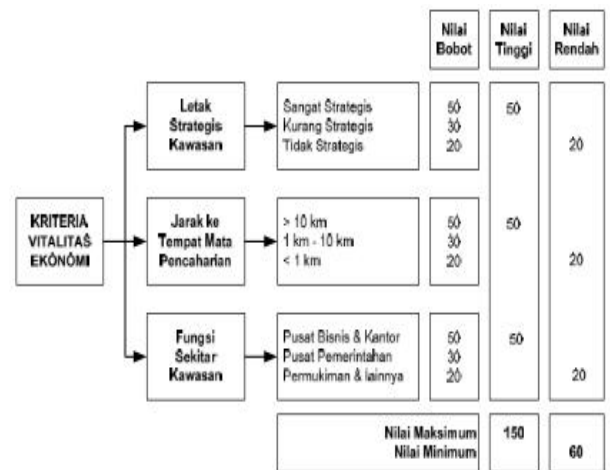 Nilai Bobot
Nilai Tinggi
Nilai Rendah
KRITERIA
VITALITAS
EKONOMI
Letak
Strategis
Kawasan
Sangat Strategis 50 50
Kurang Strategis 30
Tidak Strategis 20 20
Jarak ke
Tempat Mata
Pencaharian
> 10 km 50 50
1 km - 10 km 30
< 1 km 20 20
Fungsi
Sekitar
Kawasan
Pusat Bisnis & Kantor 50 50
Pusat Pemerintahan 30
Permukiman & lainnya 20 20
Nilai Maksimum 150
Nilai Minimum 60